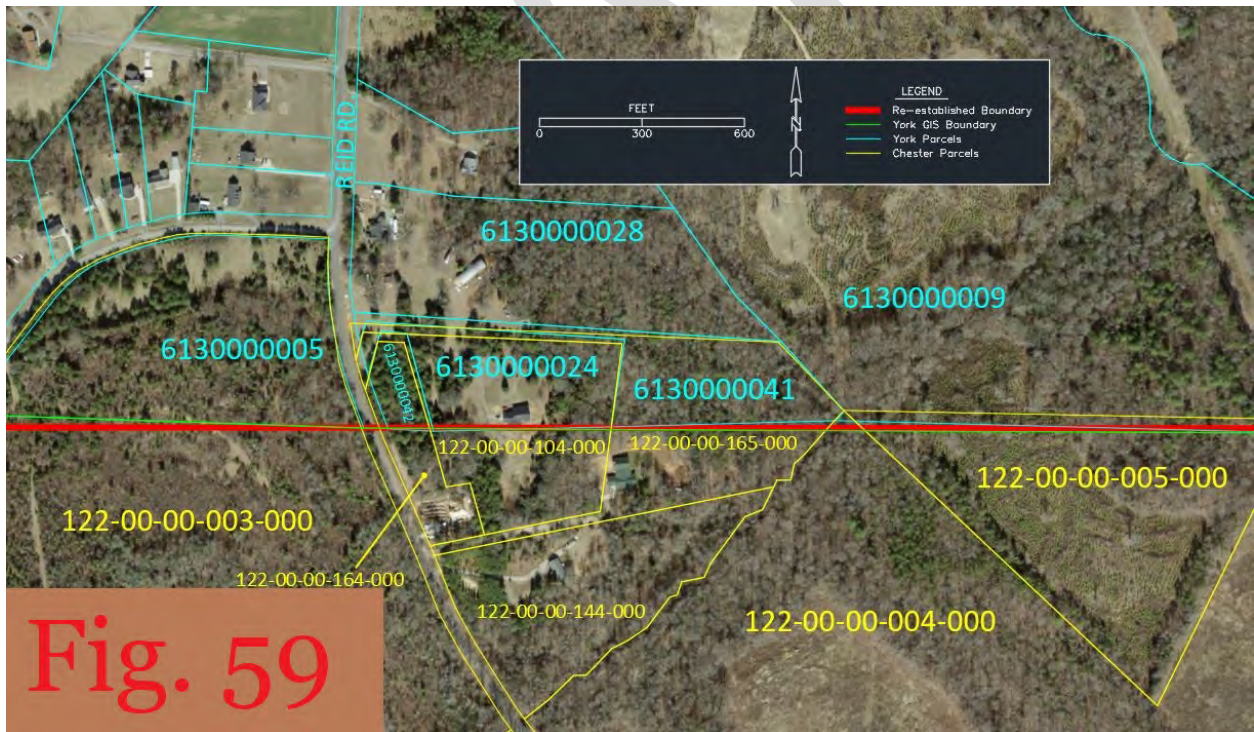 FEET
0 300 600
N
LEGEND
Re-established Boundary
York GIS Boundary
York Parcels
Chester Parcels
REID RD
6130000028
6130000009
6130000005
6130000042
6130000024
6130000041
122-00-00-104-000
122-00-00-165-000
122-00-00-005-000
122-00-00-003-000
122-00-00-164-000
122-00-00-144-000
122-00-00-004-000
Fig. 59